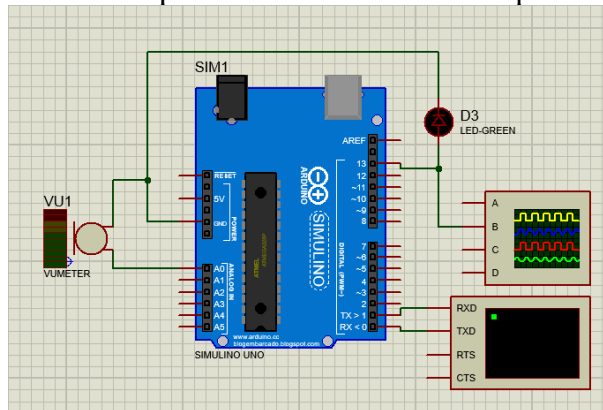 SIM1
D3
LED-GREEN
VU1
VUMETER
RESET
5V
POWER
GND
ANALOG IN
A0
A1
A2
A3
A4
A5
ARDUINO
SIMULINO
AREF
13
12
~11
~10
~9
8
DIGITAL (PWM~)
7
~6
~5
4
~3
2
TX > 1
RX < 0
www.arduino.cc
blogembarcado.blogspot.com
SIMULINO UNO
A
B
C
D
RXD
TXD
RTS
CTS